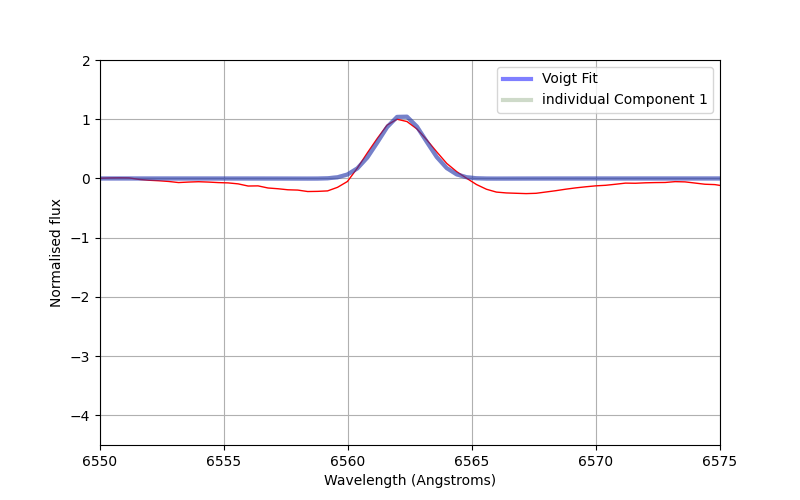 2
1
0
−1
−2
−3
−4
Normalised flux
Voigt Fit
individual Component 1
6550 6555 6560 6565 6570 6575
Wavelength (Angstroms)